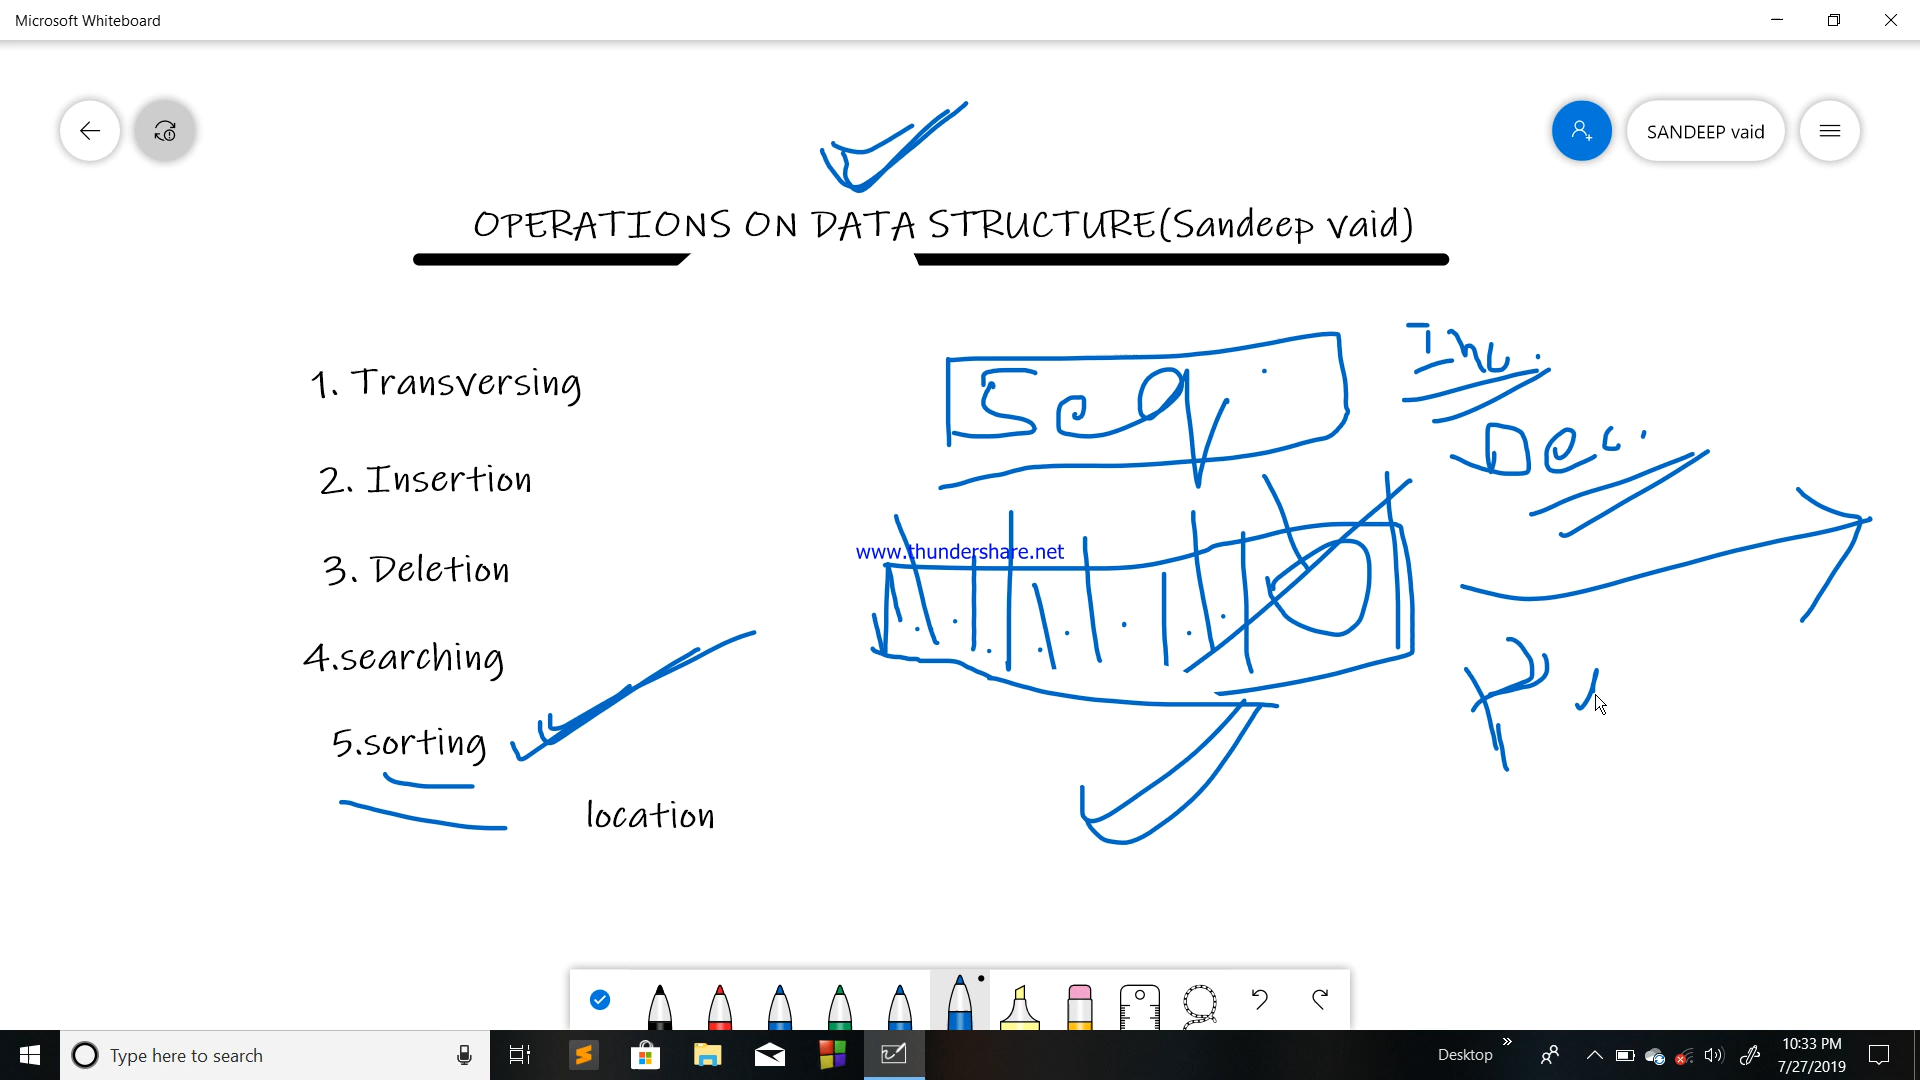 Microsoft Whiteboard
SANDEEP vaid
OPERATIONS ON DATA STRUCTURE(Sandeep vaid)
1. Transversing
2. Insertion
3. Deletion
4.searching
5.sorting
location
Seq.
Inc.
Dec.
www.thundershare.net
Type here to search
Desktop
10:33 PM
7/27/2019